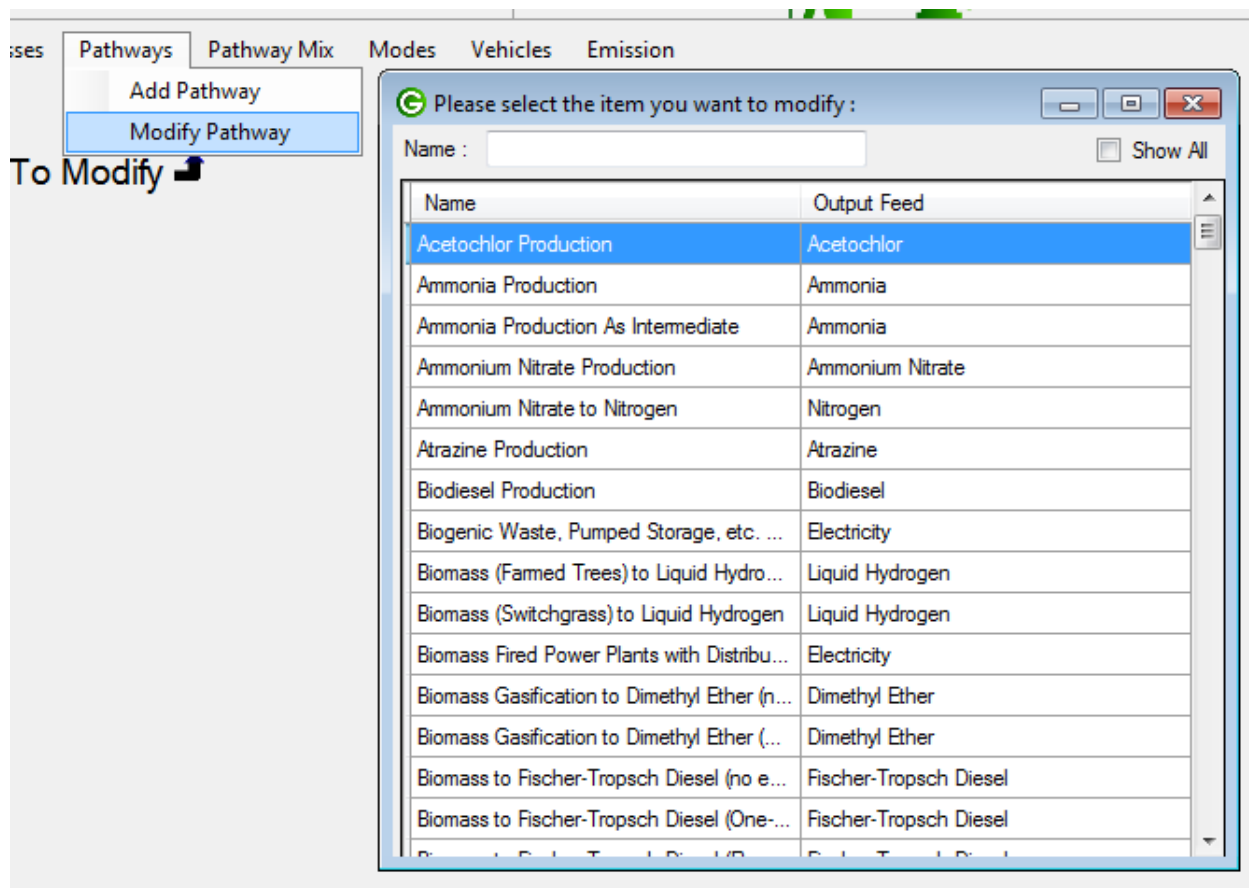 sses Pathways Pathway Mix Modes Vehicles Emission
Add Pathway
Modify Pathway
To Modify
Please select the item you want to modify :
Name : Show All
Name Output Feed
Acetochlor Production Acetochlor
Ammonia Production Ammonia
Ammonia Production As Intermediate Ammonia
Ammonium Nitrate Production Ammonium Nitrate
Ammonium Nitrate to Nitrogen Nitrogen
Atrazine Production Atrazine
Biodiesel Production Biodiesel
Biogenic Waste, Pumped Storage, etc. ... Electricity
Biomass (Farmed Trees) to Liquid Hydro... Liquid Hydrogen
Biomass (Switchgrass) to Liquid Hydrogen Liquid Hydrogen
Biomass Fired Power Plants with Distribu... Electricity
Biomass Gasification to Dimethyl Ether (n... Dimethyl Ether
Biomass Gasification to Dimethyl Ether (... Dimethyl Ether
Biomass to Fischer-Tropsch Diesel (no e... Fischer-Tropsch Diesel
Biomass to Fischer-Tropsch Diesel (One-... Fischer-Tropsch Diesel